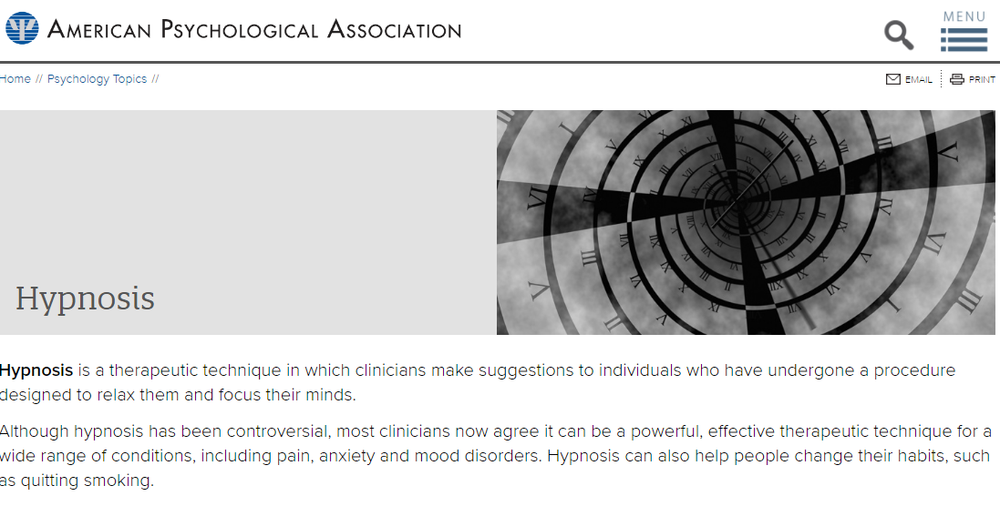 AMERICAN PSYCHOLOGICAL ASSOCIATION
MENU
Home // Psychology Topics //
EMAIL
PRINT
Hypnosis
Hypnosis is a therapeutic technique in which clinicians make suggestions to individuals who have undergone a procedure
designed to relax them and focus their minds.
Although hypnosis has been controversial, most clinicians now agree it can be a powerful, effective therapeutic technique for a
wide range of conditions, including pain, anxiety and mood disorders. Hypnosis can also help people change their habits, such
as quitting smoking.